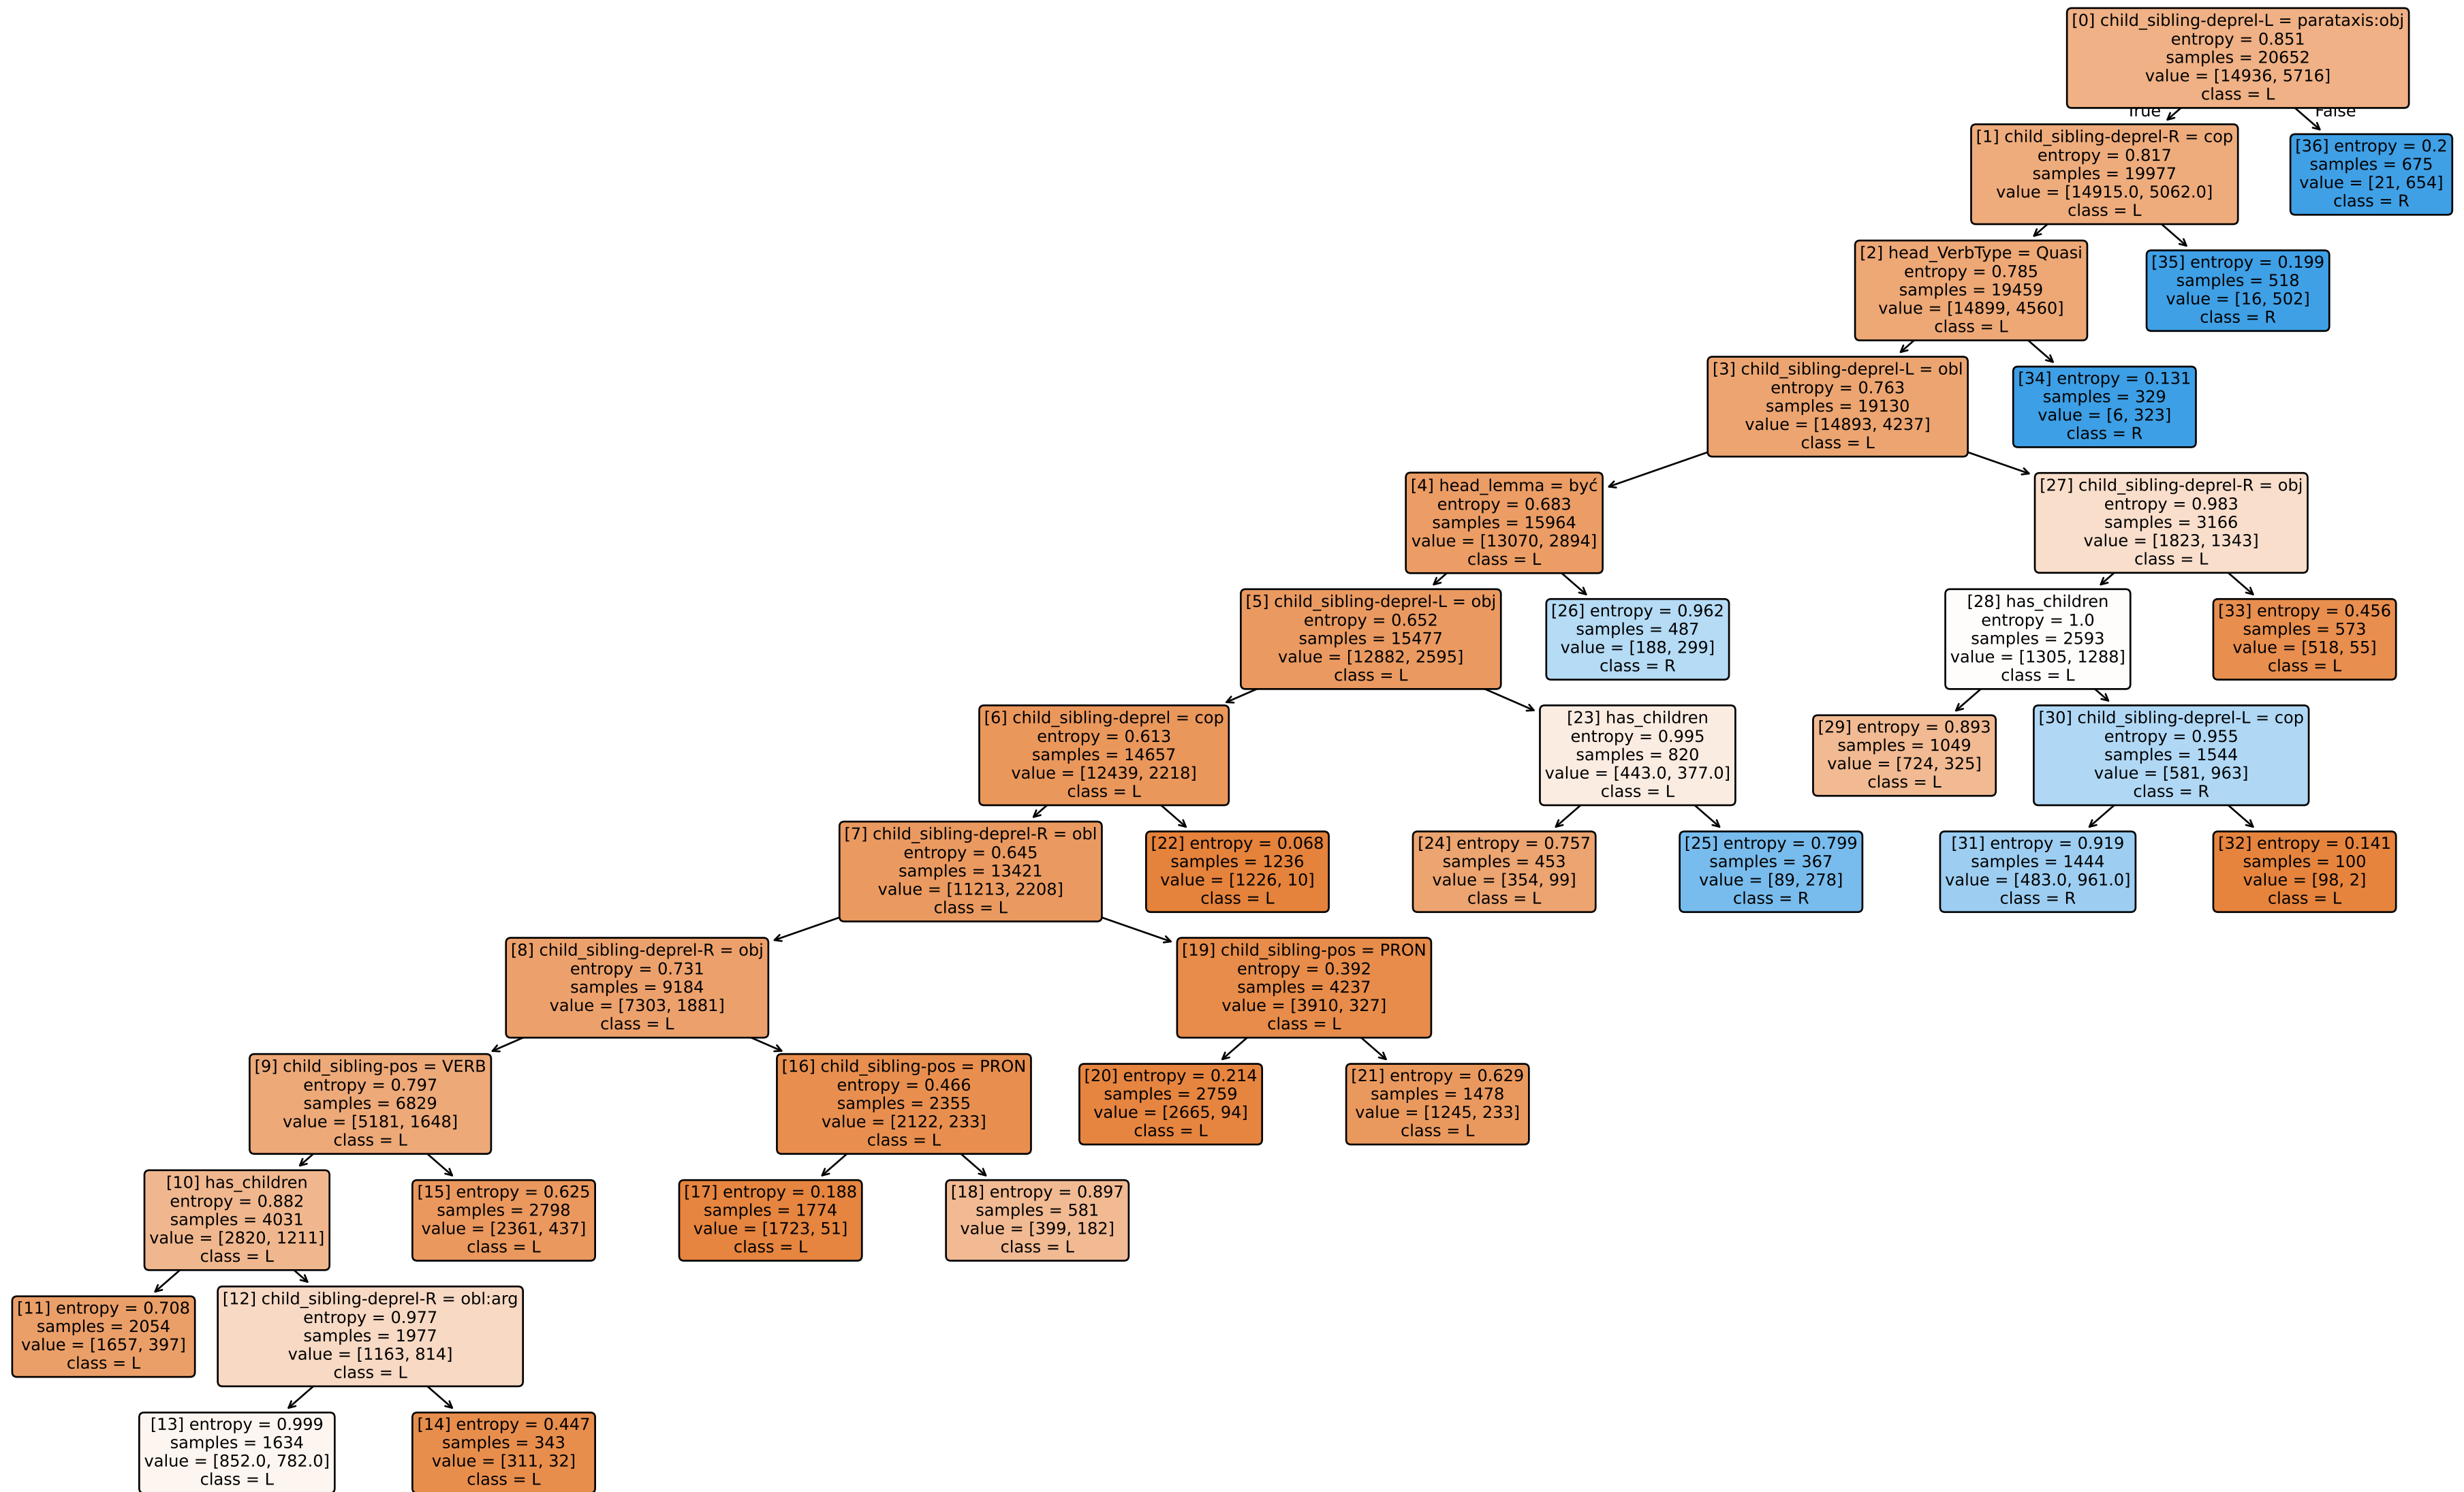 [0] child_sibling-deprel-L = parataxis:obj
entropy = 0.851
samples = 20652
value = [14936, 5716]
class = L
True
False
[1] child_sibling-deprel-R = cop
entropy = 0.817
samples = 19977
value = [14915.0, 5062.0]
class = L
[36] entropy = 0.2
samples = 675
value = [21, 654]
class = R
[2] head_VerbType = Quasi
entropy = 0.785
samples = 19459
value = [14899, 4560]
class = L
[35] entropy = 0.199
samples = 518
value = [16, 502]
class = R
[3] child_sibling-deprel-L = obl
entropy = 0.763
samples = 19130
value = [14893, 4237]
class = L
[34] entropy = 0.131
samples = 329
value = [6, 323]
class = R
[4] head_lemma = być
entropy = 0.683
samples = 15964
value = [13070, 2894]
class = L
[27] child_sibling-deprel-R = obj
entropy = 0.983
samples = 3166
value = [1823, 1343]
class = L
[5] child_sibling-deprel-L = obj
entropy = 0.652
samples = 15477
value = [12882, 2595]
class = L
[26] entropy = 0.962
samples = 487
value = [188, 299]
class = R
[28] has_children
entropy = 1.0
samples = 2593
value = [1305, 1288]
class = L
[33] entropy = 0.456
samples = 573
value = [518, 55]
class = L
[6] child_sibling-deprel = cop
entropy = 0.613
samples = 14657
value = [12439, 2218]
class = L
[23] has_children
entropy = 0.995
samples = 820
value = [443.0, 377.0]
class = L
[29] entropy = 0.893
samples = 1049
value = [724, 325]
class = L
[30] child_sibling-deprel-L = cop
entropy = 0.955
samples = 1544
value = [581, 963]
class = R
[7] child_sibling-deprel-R = obl
entropy = 0.645
samples = 13421
value = [11213, 2208]
class = L
[22] entropy = 0.068
samples = 1236
value = [1226, 10]
class = L
[24] entropy = 0.757
samples = 453
value = [354, 99]
class = L
[25] entropy = 0.799
samples = 367
value = [89, 278]
class = R
[31] entropy = 0.919
samples = 1444
value = [483.0, 961.0]
class = R
[32] entropy = 0.141
samples = 100
value = [98, 2]
class = L
[8] child_sibling-deprel-R = obj
entropy = 0.731
samples = 9184
value = [7303, 1881]
class = L
[19] child_sibling-pos = PRON
entropy = 0.392
samples = 4237
value = [3910, 327]
class = L
[9] child_sibling-pos = VERB
entropy = 0.797
samples = 6829
value = [5181, 1648]
class = L
[16] child_sibling-pos = PRON
entropy = 0.466
samples = 2355
value = [2122, 233]
class = L
[20] entropy = 0.214
samples = 2759
value = [2665, 94]
class = L
[21] entropy = 0.629
samples = 1478
value = [1245, 233]
class = L
[10] has_children
entropy = 0.882
samples = 4031
value = [2820, 1211]
class = L
[15] entropy = 0.625
samples = 2798
value = [2361, 437]
class = L
[17] entropy = 0.188
samples = 1774
value = [1723, 51]
class = L
[18] entropy = 0.897
samples = 581
value = [399, 182]
class = L
[11] entropy = 0.708
samples = 2054
value = [1657, 397]
class = L
[12] child_sibling-deprel-R = obl:arg
entropy = 0.977
samples = 1977
value = [1163, 814]
class = L
[13] entropy = 0.999
samples = 1634
value = [852.0, 782.0]
class = L
[14] entropy = 0.447
samples = 343
value = [311, 32]
class = L